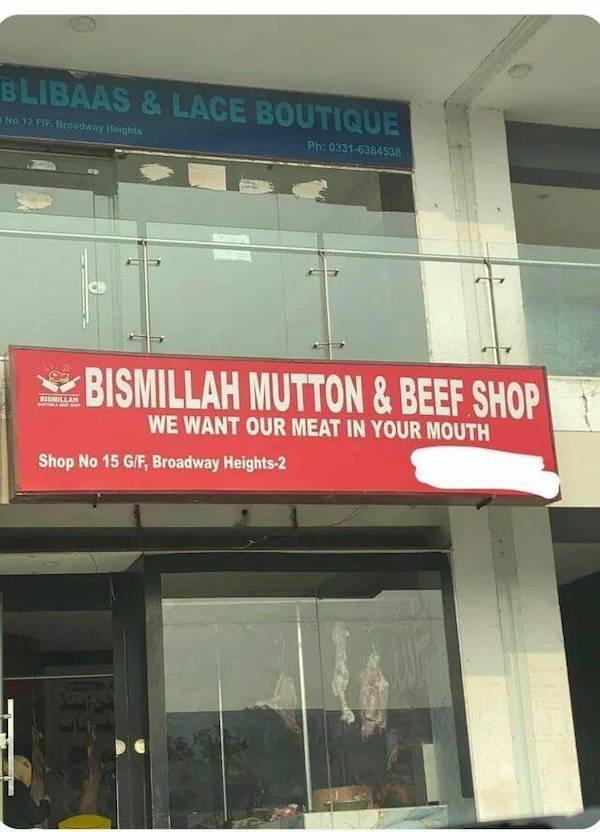 LIBAAS & LACE BOUTIQUE
No 12 F/F, Broadway Heights
Ph: 0331-6384538
BISMILLAH MUTTON & BEEF SHOP
WE WANT OUR MEAT IN YOUR MOUTH
BISMILLAH
Shop No 15 G/F, Broadway Heights-2